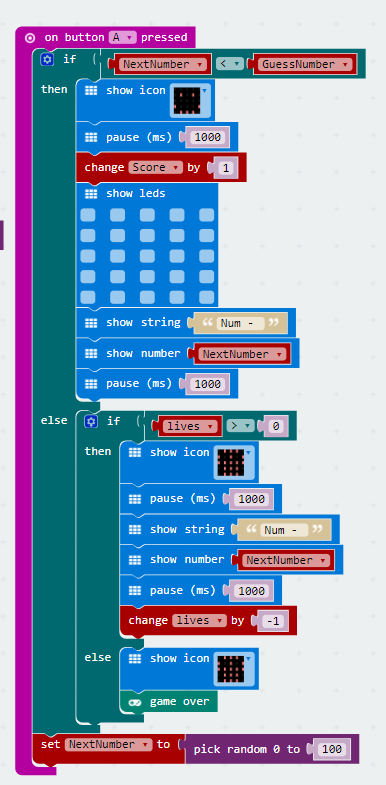 on button A pressed
if NextNumber < GuessNumber
then show icon
pause (ms) 1000
change Score by 1
show leds
show string “ Num - ”
show number NextNumber
pause (ms) 1000
else if lives > 0
then show icon
pause (ms) 1000
show string “ Num - ”
show number NextNumber
pause (ms) 1000
change lives by -1
else show icon
game over
set NextNumber to pick random 0 to 100